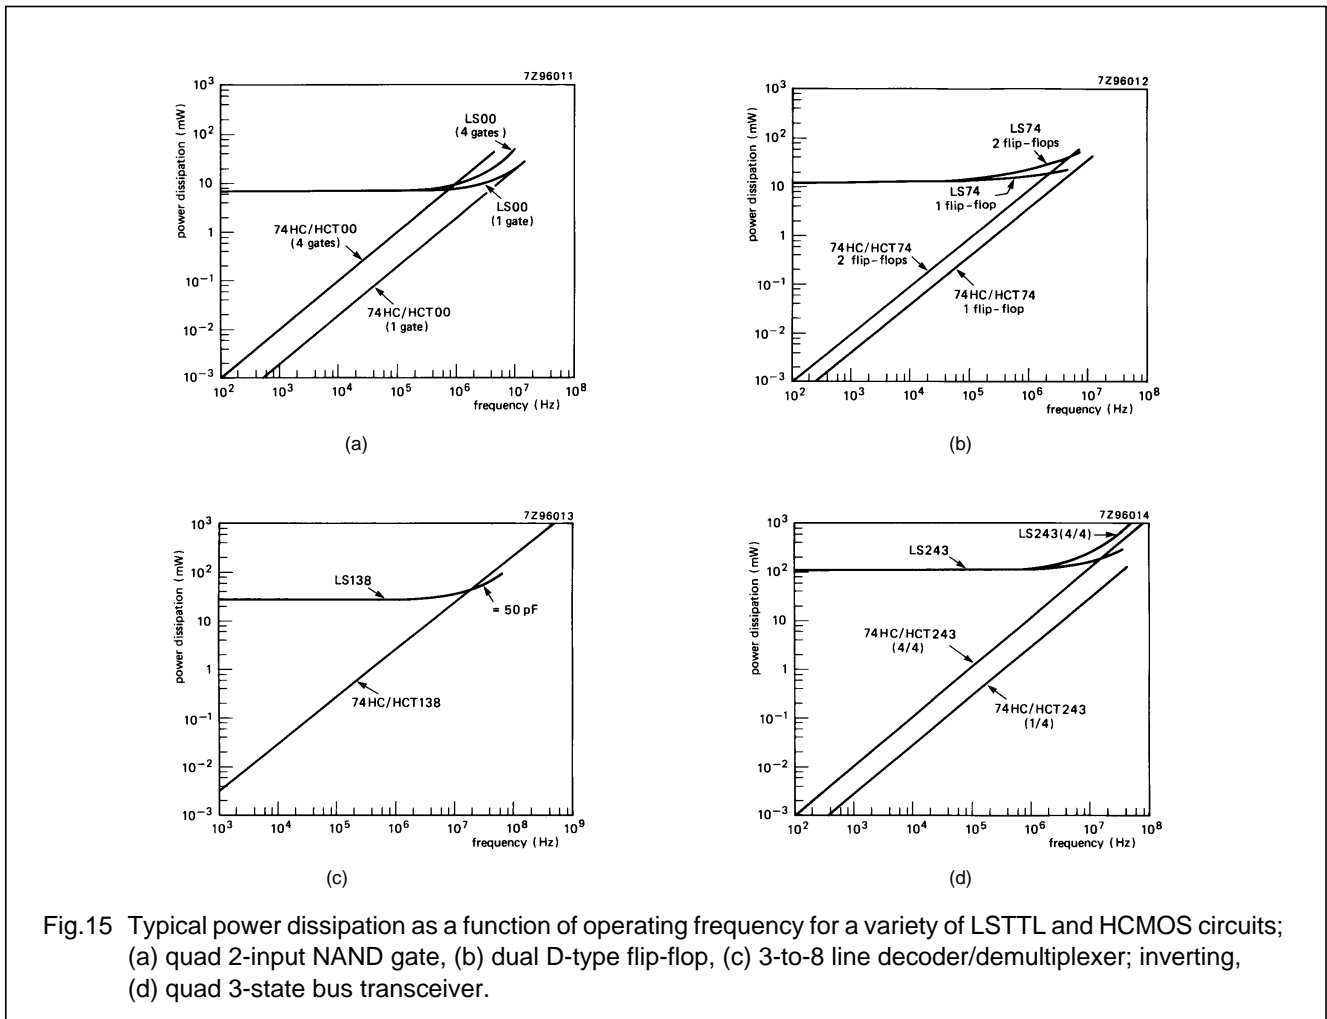 7Z96011
power dissipation (mW)
10³
10²
10
1
10⁻¹
10⁻²
10⁻³
LS00
(4 gates)
LS00
(1 gate)
74HC/HCT00
(4 gates)
74HC/HCT00
(1 gate)
10² 10³ 10⁴ 10⁵ 10⁶ 10⁷ 10⁸
frequency (Hz)
(a)
7Z96012
power dissipation (mW)
10³
10²
10
1
10⁻¹
10⁻²
10⁻³
LS74
2 flip-flops
LS74
1 flip-flop
74HC/HCT74
2 flip-flops
74HC/HCT74
1 flip-flop
10² 10³ 10⁴ 10⁵ 10⁶ 10⁷ 10⁸
frequency (Hz)
(b)
7Z96013
power dissipation (mW)
10³
10²
10
1
10⁻¹
10⁻²
10⁻³
LS138
= 50 pF
74HC/HCT138
10³ 10⁴ 10⁵ 10⁶ 10⁷ 10⁸ 10⁹
frequency (Hz)
(c)
7Z96014
power dissipation (mW)
10³
10²
10
1
10⁻¹
10⁻²
10⁻³
LS243(4/4)
LS243
74HC/HCT243
(4/4)
74HC/HCT243
(1/4)
10² 10³ 10⁴ 10⁵ 10⁶ 10⁷ 10⁸
frequency (Hz)
(d)
Fig.15 Typical power dissipation as a function of operating frequency for a variety of LSTTL and HCMOS circuits;
(a) quad 2-input NAND gate, (b) dual D-type flip-flop, (c) 3-to-8 line decoder/demultiplexer; inverting,
(d) quad 3-state bus transceiver.